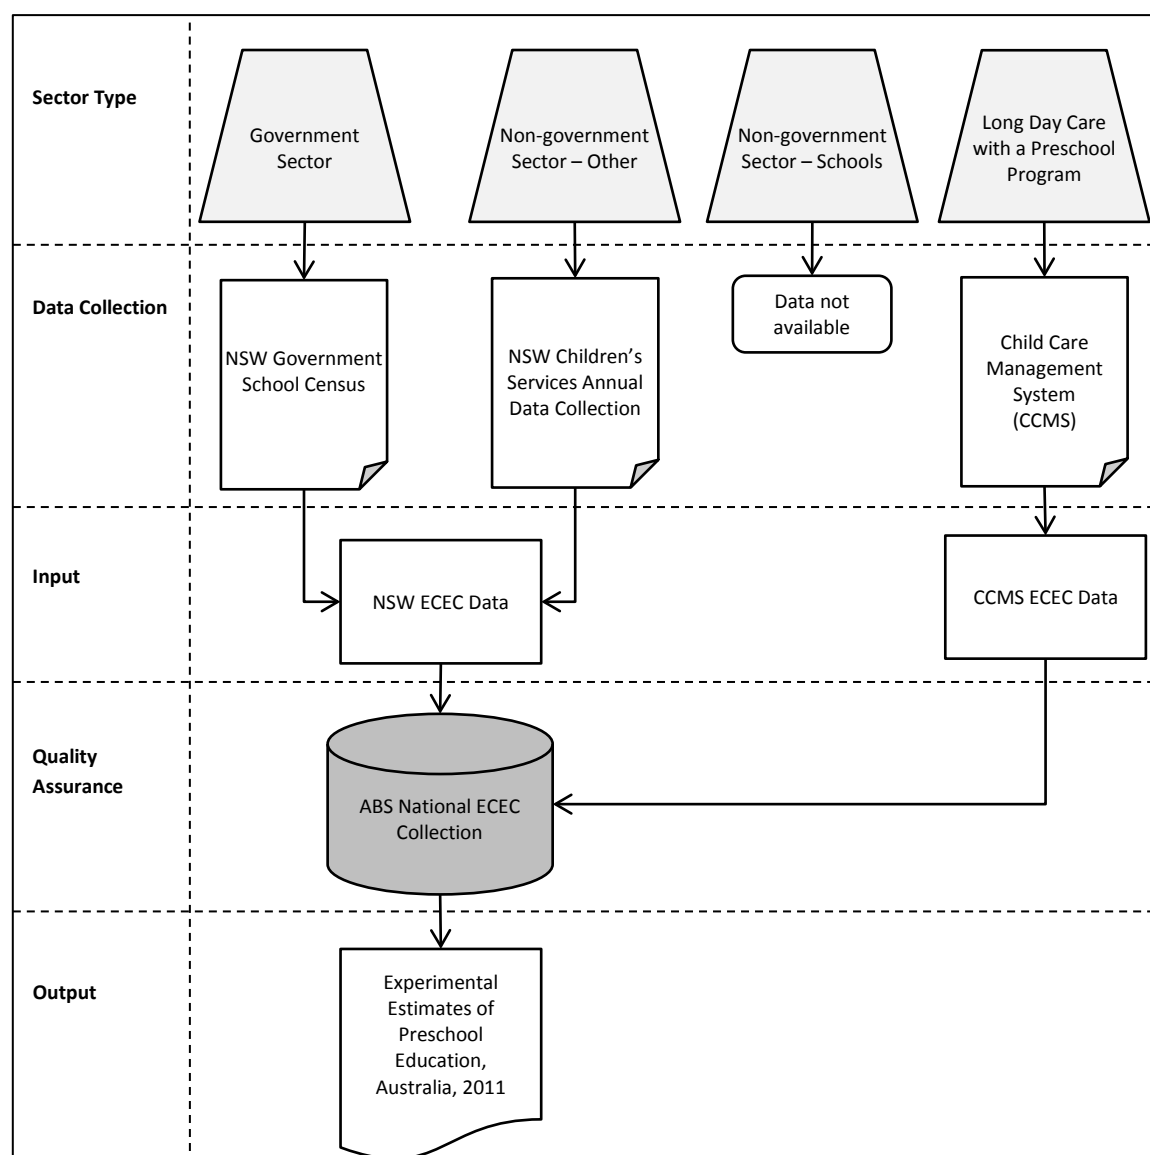 Sector Type
Government
Sector
Non-government
Sector – Other
Non-government
Sector – Schools
Long Day Care
with a Preschool
Program
Data Collection
NSW Government
School Census
NSW Children’s
Services Annual
Data Collection
Data not
available
Child Care
Management
System
(CCMS)
Input
NSW ECEC Data
CCMS ECEC Data
Quality
Assurance
ABS National ECEC
Collection
Output
Experimental
Estimates of
Preschool
Education,
Australia, 2011